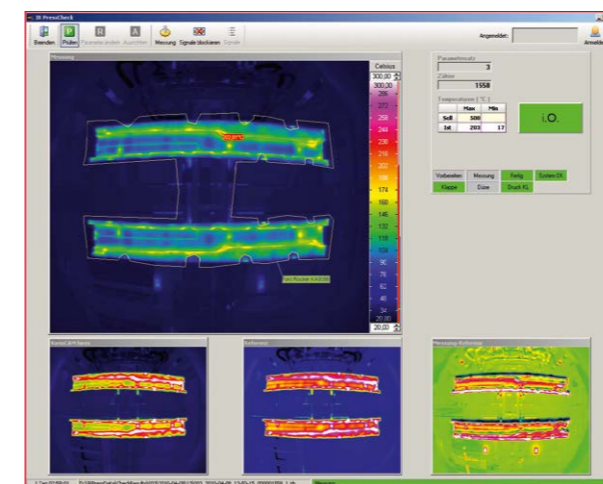 IR PressCheck
Beenden Prüfen Parameter ändern Ausrichten Messung Signale blockieren Signale
Angemeldet:
Anmelden
Messung
Celsius
300,00
300,00
286
272
258
244
230
216
202
188
174
160
146
132
118
104
90
76
62
48
34
20,00
20,00
Parametersatz
3
Zähler
1558
Temperaturen [ °C ]
Max Min
Soll 500
Ist 203 17
i.O.
Vorbereiten Messung Fertig System OK
Klappe Düse Druck KL
VarioCAM
Referenz
Messung-Referenz
Messung